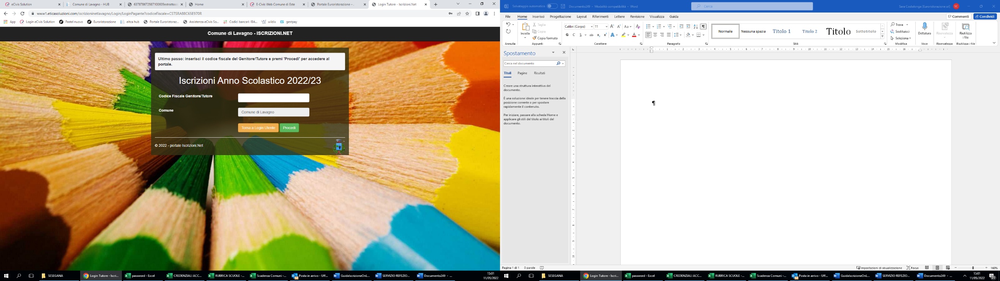 eCivis Solution
Comune di Lavagno - HUB
637878672987100609estrattoco
Home
E-Civis Web Comune di Este
Portale Euroristorazione – .
Login Tutore - Iscrizioni.Net
www1.eticasoluzioni.com/iscrizioninetlavagno/Login/LoginPagante?codiceFiscale=CSTSRA88C65E970R
App
Login eCivis Solution
Pastel nuovo
Euroristorazione
eitca hub
Portale Euroristoraz...
Assistenza eCivis So...
Codici bancari: IBA...
wildix
gestpay
Comune di Lavagno - ISCRIZIONI.NET
Ultimo passo: inserisci il codice fiscale del Genitore/Tutore e premi 'Procedi' per accedere al
portale.
Iscrizioni Anno Scolastico 2022/23
Codice Fiscale Genitore/Tutore
Comune
Comune di Lavagno
Torna a Login Utente
Procedi
© 2022 - portale Iscrizioni.Net
SESEGANA
Login Tutore - Iscri...
password - Excel
CREDENZIALI ACC...
RUBRICA SCUOLE -...
Scadenza Comuni -...
Posta in arrivo - Uff...
GuidaIscrizioneOnL...
SERVIZIO REFEZIO...
Documento249 - ...
15:01
11/05/2022
Salvataggio automatico
Documento249 - Modalità compatibilità - Word
Cerca
Sara Costalonga (Euroristorazione srl)
SC
File
Home
Inserisci
Progettazione
Layout
Riferimenti
Lettere
Revisione
Visualizza
Guida
Commenti
Condividi
Incolla
Taglia
Copia
Copia formato
Calibri (Corpo)
11
Normale
Nessuna spazia
Titolo 1
Titolo 2
Titolo
Sottotitolo
Trova
Sostituisci
Seleziona
Dettatura
Riservatezza
Riutilizza
i file
Annulla
Appunti
Carattere
Paragrafo
Stili
Modifica
Voce
Riservatezza
Riutilizza i file
Spostamento
Cerca nel documento
Titoli
Pagine
Risultati
Creare una struttura interattiva del
documento.
È una soluzione ideale per tenere traccia della
posizione corrente o per spostare
rapidamente il contenuto.
Per iniziare, passare alla scheda Home e
applicare gli stili del titolo ai titoli del
documento.
¶
Pagina 1 di 1
0 parole
Impostazioni di visualizzazione
Focus
160%
SESEGANA
Login Tutore - Iscri...
password - Excel
CREDENZIALI ACC...
RUBRICA SCUOLE -...
Scadenza Comuni -...
Posta in arrivo - Uff...
GuidaIscrizioneOnL...
SERVIZIO REFEZIO...
Documento249 - ...
15:01
11/05/2022